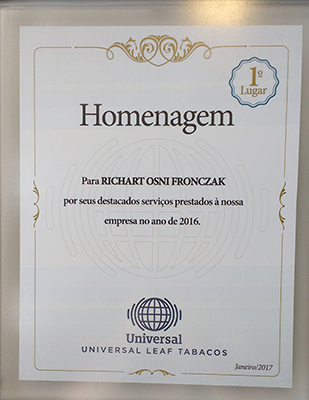 1º
Lugar
Homenagem
Para RICHART OSNI FRONCZAK
por seus destacados serviços prestados à nossa
empresa no ano de 2016.
Universal
UNIVERSAL LEAF TABACOS
Janeiro/2017